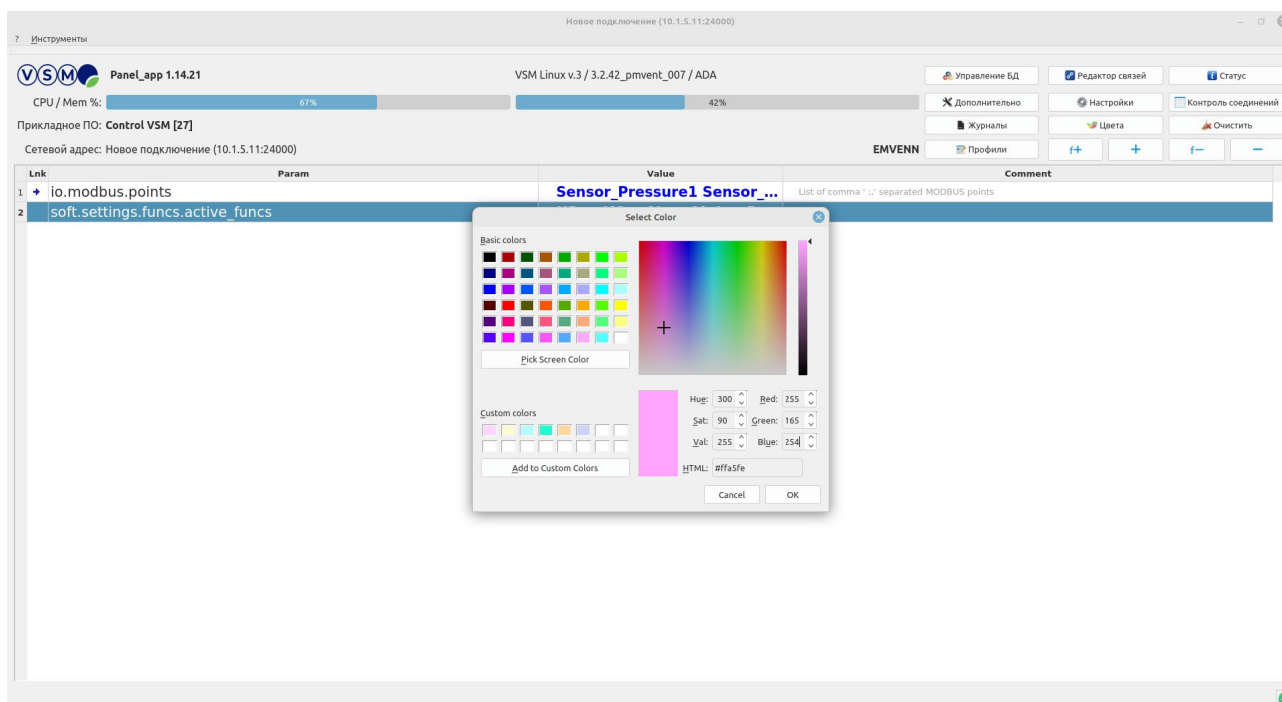 Новое подключение (10.1.5.11:24000)
? Инструменты
VSM Panel_app 1.14.21 VSM Linux v.3 / 3.2.42_pmvent_007 / ADA Управление БД Редактор связей Статус
CPU / Mem %: 67% 42% Дополнительно Настройки Контроль соединений
Прикладное ПО: Control VSM [27] Журналы Цвета Очистить
Сетевой адрес: Новое подключение (10.1.5.11:24000) EMVENN Профили f+ + f− −
Lnk Param Value Comment
1 io.modbus.points Sensor_Pressure1 Sensor_... List of comma ' ;,' separated MODBUS points
2 soft.settings.funcs.active_funcs
Select Color
Basic colors
Pick Screen Color
Hue: 300 Red: 255
Custom colors
Sat: 90 Green: 165
Val: 255 Blue: 254
Add to Custom Colors HTML: #ffa5fe
Cancel OK